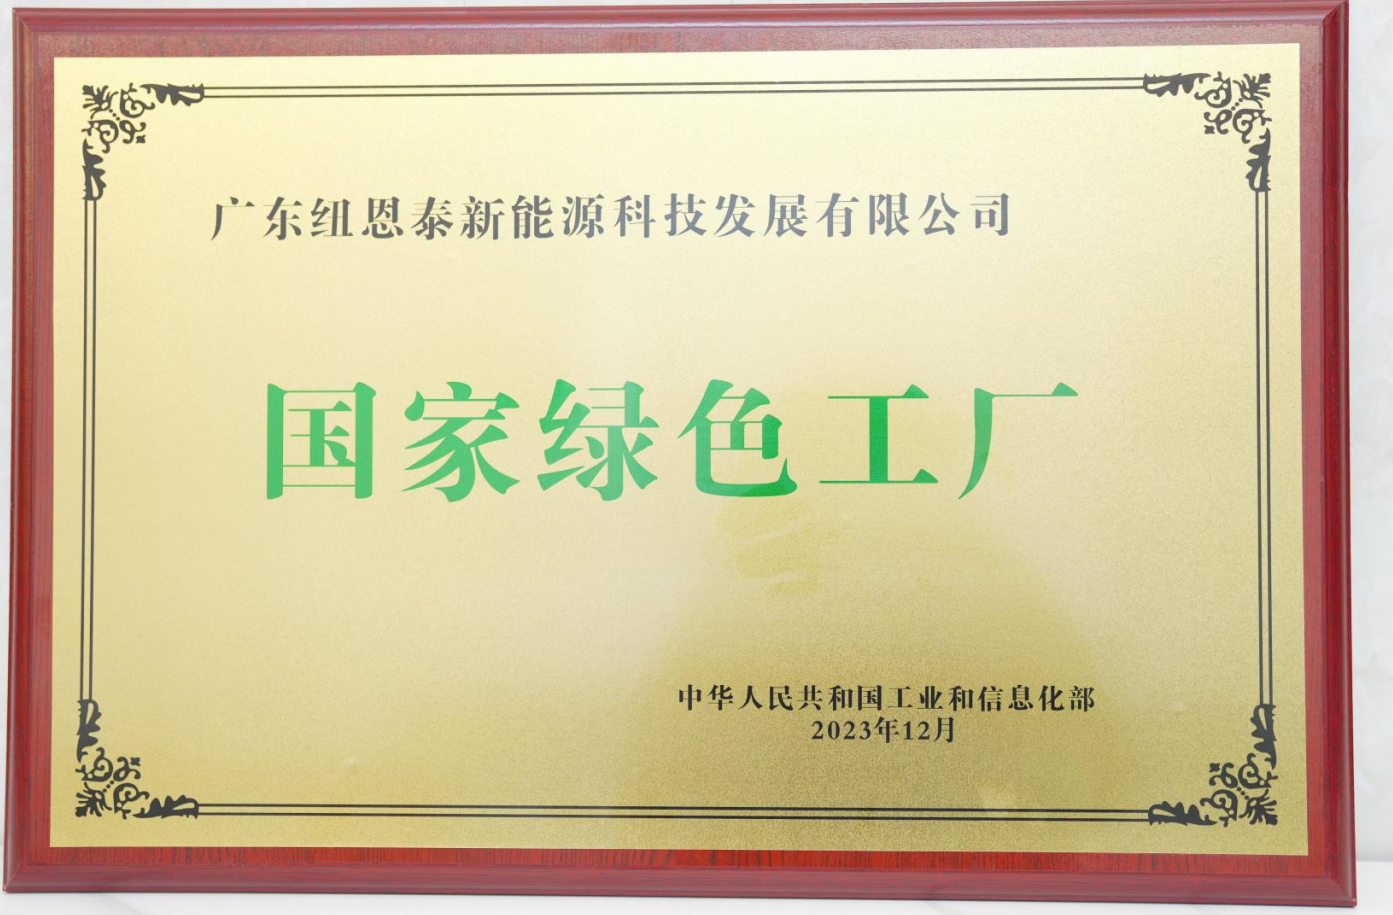 广东纽恩泰新能源科技发展有限公司
国家绿色工厂
中华人民共和国工业和信息化部
2023年12月